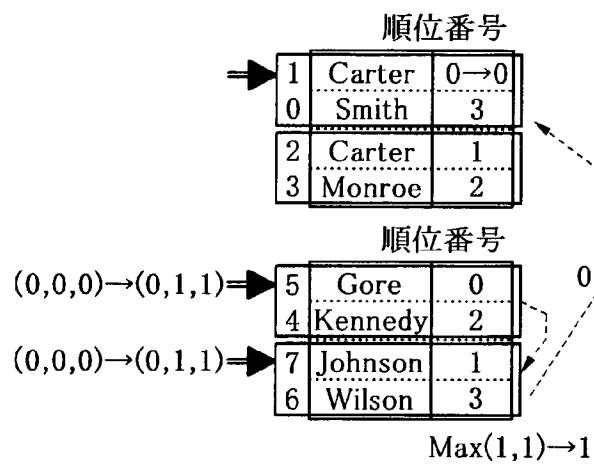 順位番号
1 Carter 0→0
0 Smith 3
2 Carter 1
3 Monroe 2
順位番号
(0,0,0)→(0,1,1) 5 Gore 0 0
4 Kennedy 2
(0,0,0)→(0,1,1) 7 Johnson 1
6 Wilson 3
Max(1,1)→1